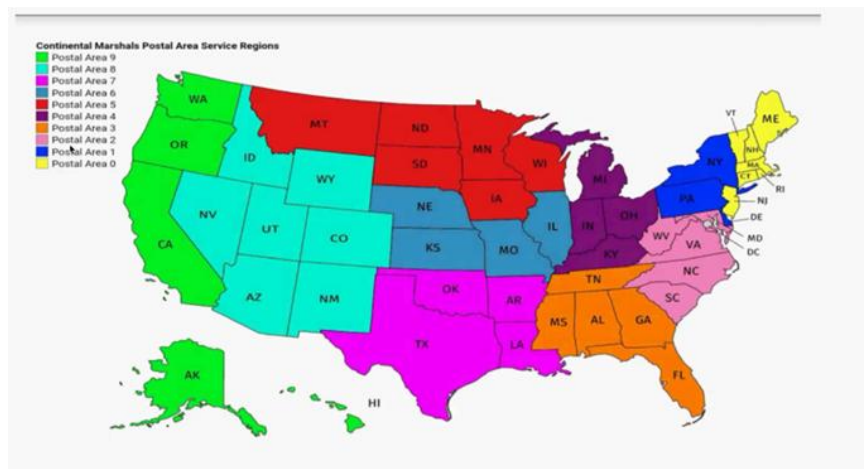 Continental Marshals Postal Area Service Regions
Postal Area 9
Postal Area 8
Postal Area 7
Postal Area 6
Postal Area 5
Postal Area 4
Postal Area 3
Postal Area 2
Postal Area 1
Postal Area 0
WA
MT
ND
MN
VT
ME
OR
ID
SD
WI
NH
NY
MA
WY
MI
CT
RI
IA
PA
NJ
NV
NE
IL
IN
OH
DE
UT
CO
WV
VA
MD
CA
KS
MO
KY
DC
NC
AZ
NM
OK
TN
AR
SC
MS
AL
GA
TX
LA
AK
FL
HI